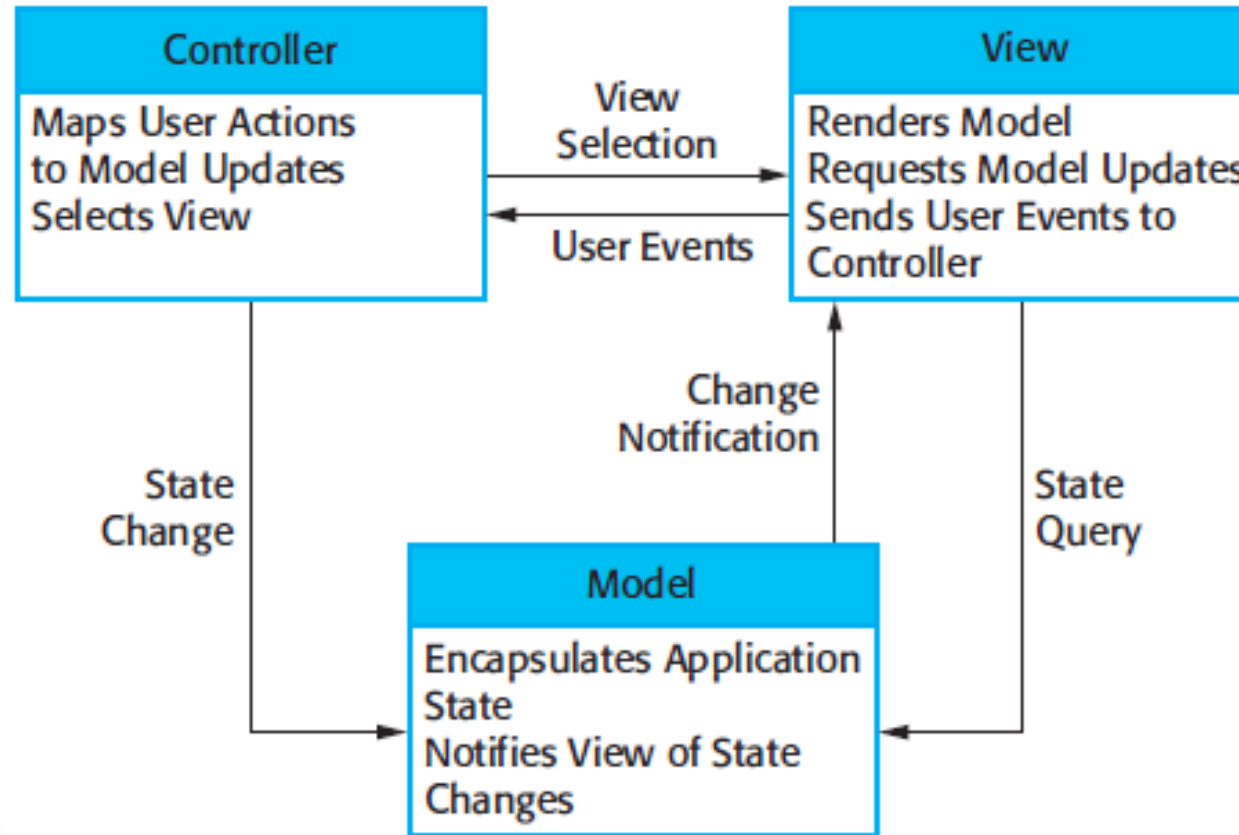 Controller
Maps User Actions
to Model Updates
Selects View
View
Selection
User Events
View
Renders Model
Requests Model Updates
Sends User Events to
Controller
State
Change
Change
Notification
State
Query
Model
Encapsulates Application
State
Notifies View of State
Changes